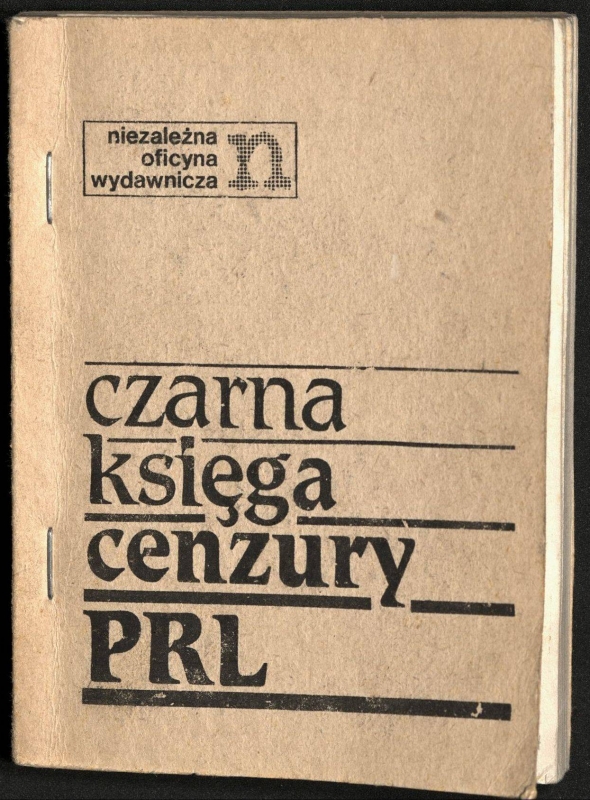 niezależna
oficyna
wydawnicza
n
czarna
księga
cenzury
PRL